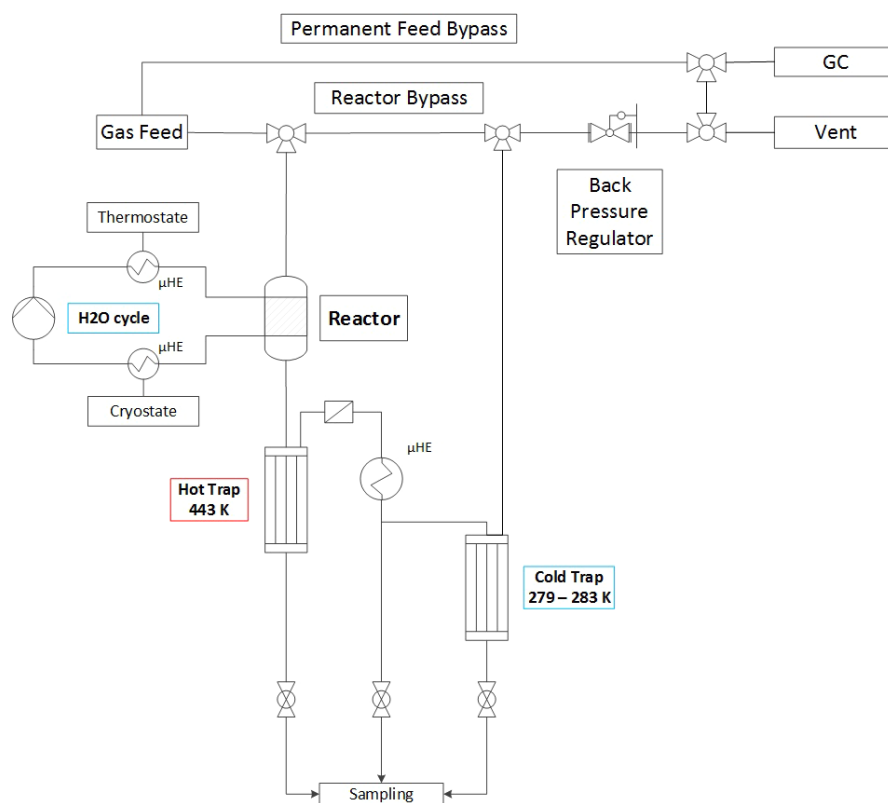 Permanent Feed Bypass
GC
Reactor Bypass
Gas Feed
Vent
Back
Pressure
Regulator
Thermostate
µHE
H2O cycle
Reactor
µHE
Cryostate
µHE
Hot Trap
443 K
Cold Trap
279 – 283 K
Sampling